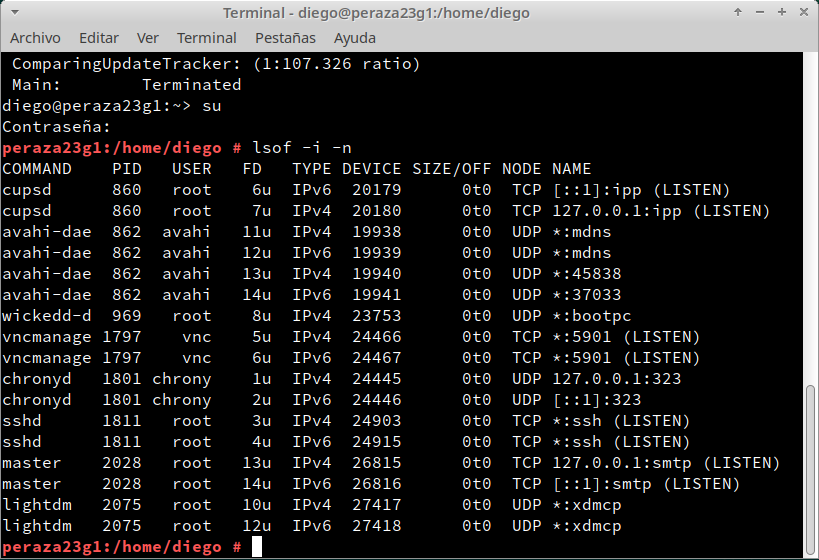 Terminal - diego@peraza23g1:/home/diego
Archivo Editar Ver Terminal Pestañas Ayuda
ComparingUpdateTracker: (1:107.326 ratio)
Main:        Terminated
diego@peraza23g1:~> su
Contraseña:
peraza23g1:/home/diego # lsof -i -n
COMMAND    PID   USER   FD   TYPE DEVICE SIZE/OFF NODE NAME
cupsd      860   root    6u  IPv6  20179      0t0  TCP [::1]:ipp (LISTEN)
cupsd      860   root    7u  IPv4  20180      0t0  TCP 127.0.0.1:ipp (LISTEN)
avahi-dae  862  avahi   11u  IPv4  19938      0t0  UDP *:mdns
avahi-dae  862  avahi   12u  IPv6  19939      0t0  UDP *:mdns
avahi-dae  862  avahi   13u  IPv4  19940      0t0  UDP *:45838
avahi-dae  862  avahi   14u  IPv6  19941      0t0  UDP *:37033
wickedd-d  969   root    8u  IPv4  23753      0t0  UDP *:bootpc
vncmanage 1797    vnc    5u  IPv4  24466      0t0  TCP *:5901 (LISTEN)
vncmanage 1797    vnc    6u  IPv6  24467      0t0  TCP *:5901 (LISTEN)
chronyd   1801 chrony    1u  IPv4  24445      0t0  UDP 127.0.0.1:323
chronyd   1801 chrony    2u  IPv6  24446      0t0  UDP [::1]:323
sshd      1811   root    3u  IPv4  24903      0t0  TCP *:ssh (LISTEN)
sshd      1811   root    4u  IPv6  24915      0t0  TCP *:ssh (LISTEN)
master    2028   root   13u  IPv4  26815      0t0  TCP 127.0.0.1:smtp (LISTEN)
master    2028   root   14u  IPv6  26816      0t0  TCP [::1]:smtp (LISTEN)
lightdm   2075   root   10u  IPv4  27417      0t0  UDP *:xdmcp
lightdm   2075   root   12u  IPv6  27418      0t0  UDP *:xdmcp
peraza23g1:/home/diego #